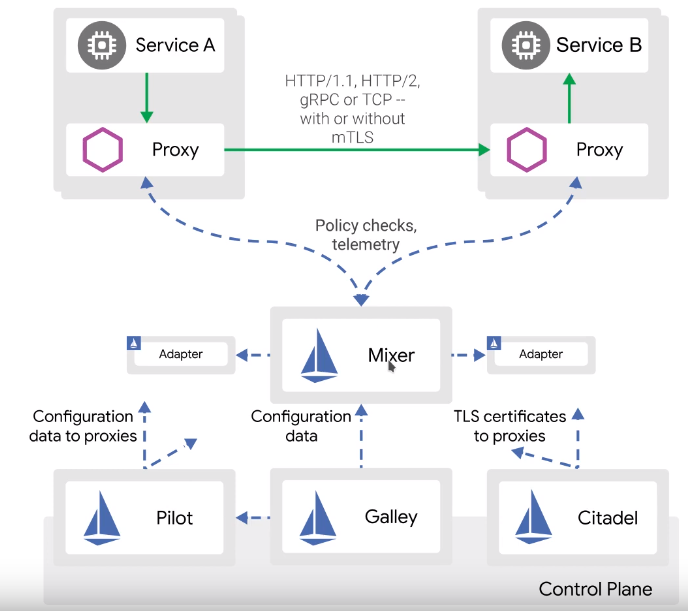 Service A
Service B
HTTP/1.1, HTTP/2,
gRPC or TCP --
with or without
mTLS
Proxy
Proxy
Policy checks,
telemetry
Adapter
Mixer
Adapter
Configuration
data to proxies
Configuration
data
TLS certificates
to proxies
Pilot
Galley
Citadel
Control Plane